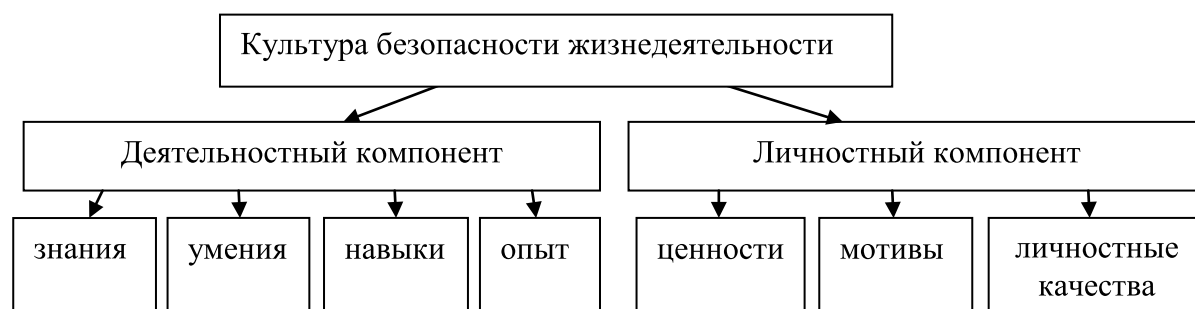 Культура безопасности жизнедеятельности
Деятельностный компонент
Личностный компонент
знания
умения
навыки
опыт
ценности
мотивы
личностные
качества